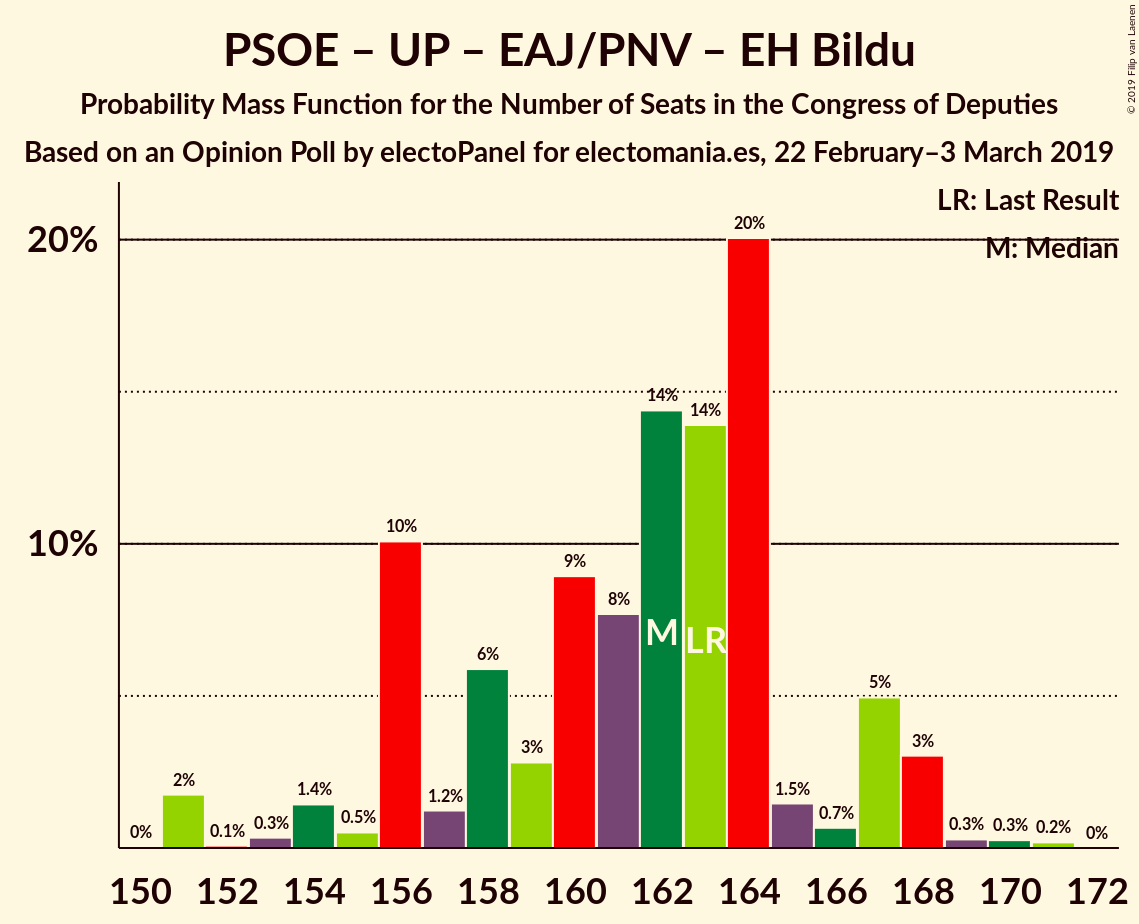 PSOE – UP – EAJ/PNV – EH Bildu
Probability Mass Function for the Number of Seats in the Congress of Deputies
Based on an Opinion Poll by electoPanel for electomania.es, 22 February–3 March 2019
© 2019 Filip van Laenen
LR: Last Result
M: Median
20%
10%
0%
2%
0.1%
0.3%
1.4%
0.5%
10%
1.2%
6%
3%
9%
8%
14%
14%
20%
1.5%
0.7%
5%
3%
0.3%
0.3%
0.2%
0%
M
LR
150 152 154 156 158 160 162 164 166 168 170 172